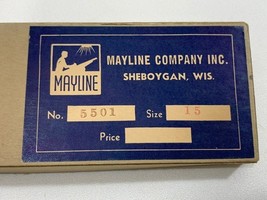 MAYLINE COMPANY INC.
SHEBOYGAN, WIS.
MAYLINE
No. 5501 Size 15
Price